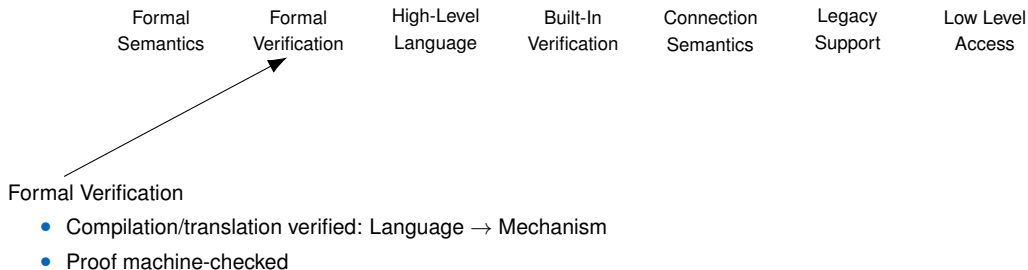 Formal Formal High-Level Built-In Connection Legacy Low Level
Semantics Verification Language Verification Semantics Support Access
Formal Verification
• Compilation/translation verified: Language → Mechanism
• Proof machine-checked